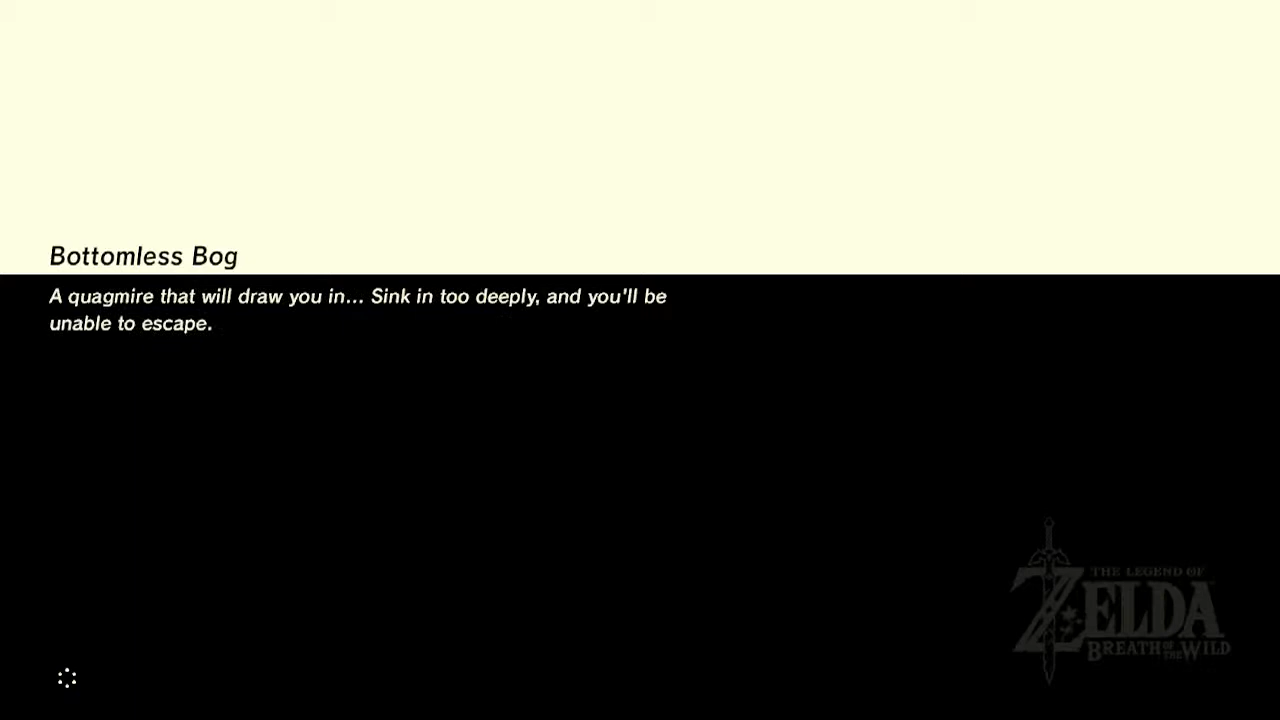 Bottomless Bog
A quagmire that will draw you in... Sink in too deeply, and you'll be
unable to escape.
THE LEGEND OF
ZELDA
BREATH OF THE WILD